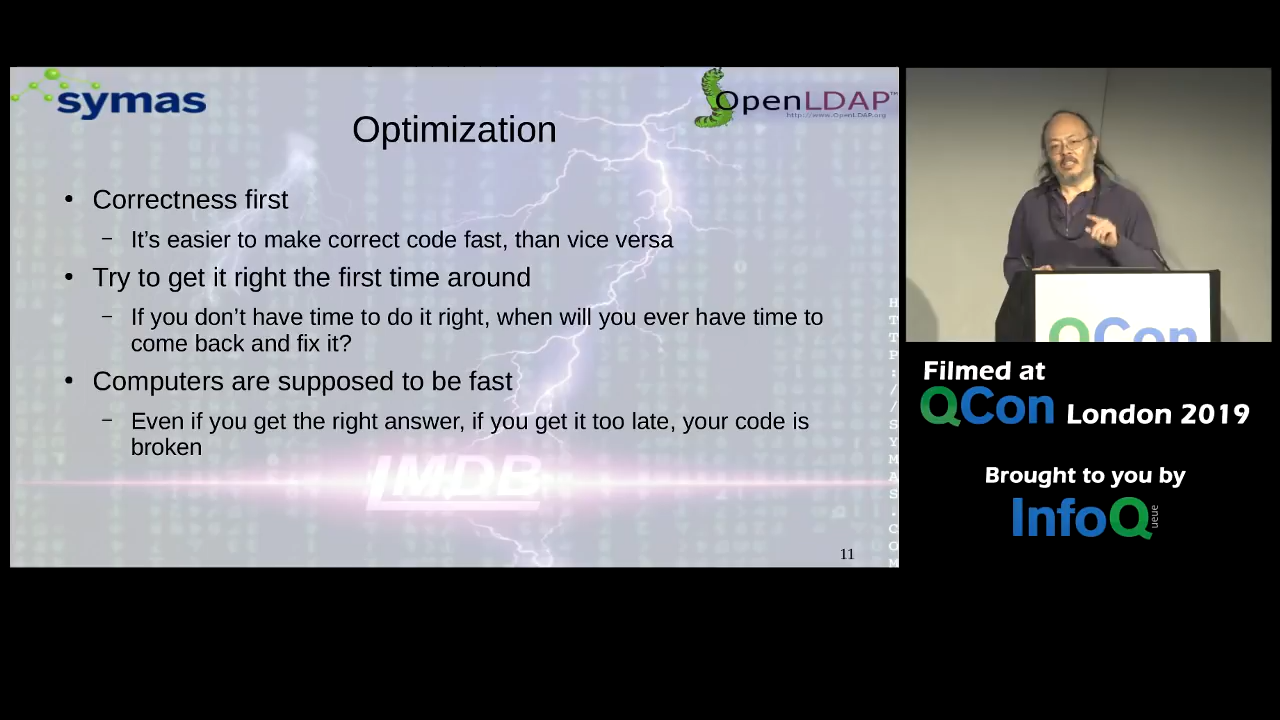 symas
OpenLDAP™
http://www.OpenLDAP.org
Optimization
• Correctness first
– It’s easier to make correct code fast, than vice versa
• Try to get it right the first time around
– If you don’t have time to do it right, when will you ever have time to
come back and fix it?
• Computers are supposed to be fast
– Even if you get the right answer, if you get it too late, your code is
broken
LMDB
HTTP://SYMAS.COM
11
QCon
Filmed at
QCon London 2019
Brought to you by
InfoQueue